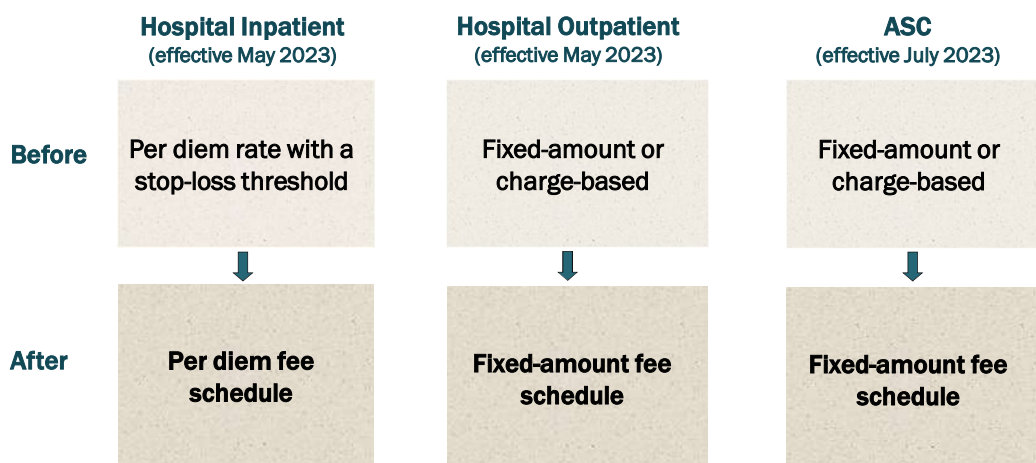 Hospital Inpatient
(effective May 2023)
Hospital Outpatient
(effective May 2023)
ASC
(effective July 2023)
Before
Per diem rate with a
stop-loss threshold
Fixed-amount or
charge-based
Fixed-amount or
charge-based
After
Per diem fee
schedule
Fixed-amount fee
schedule
Fixed-amount fee
schedule